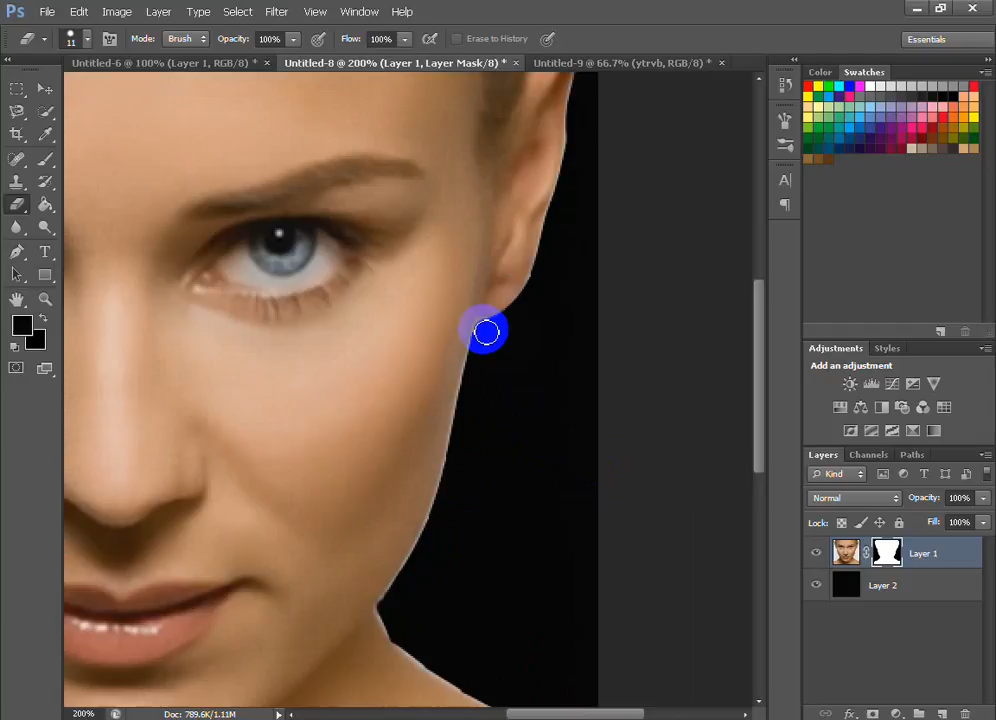 Ps File Edit Image Layer Type Select Filter View Window Help
11 Mode: Brush Opacity: 100% Flow: 100% Erase to History Essentials
Untitled-6 @ 100% (Layer 1, RGB/8) * × Untitled-8 @ 200% (Layer 1, Layer Mask/8) * × Untitled-9 @ 66.7% (ytrvb, RGB/8) * ×
Color Swatches
Adjustments Styles
Add an adjustment
Layers Channels Paths
Kind
Normal Opacity: 100%
Lock: Fill: 100%
Layer 1
Layer 2
200% Doc: 789.6K/1.11M